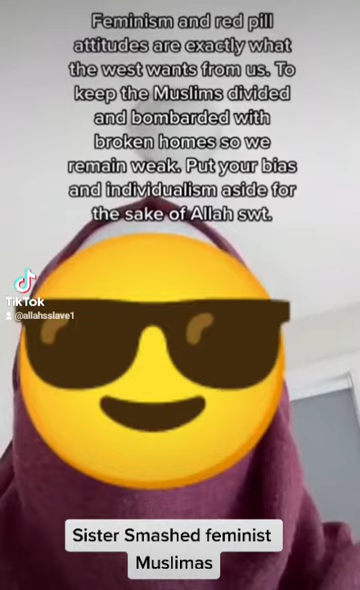 Feminism and red pill
attitudes are exactly what
the west wants from us. To
keep the Muslims divided
and bombarded with
broken homes so we
remain weak. Put your bias
and individualism aside for
the sake of Allah swt.
TikTok
@allahsslave1
Sister Smashed feminist
Muslimas